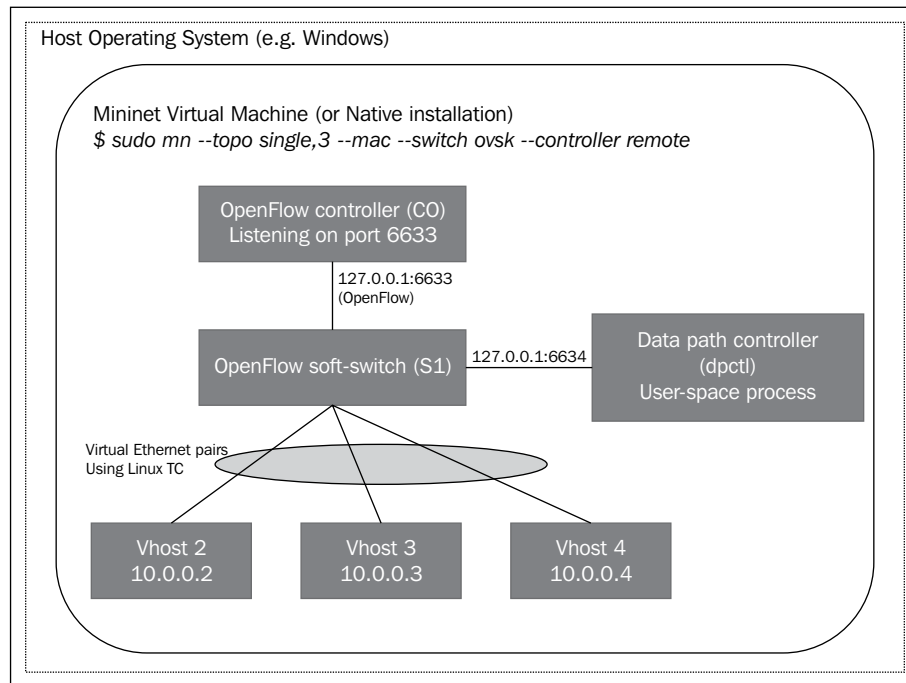 Host Operating System (e.g. Windows)
Mininet Virtual Machine (or Native installation)
$ sudo mn --topo single,3 --mac --switch ovsk --controller remote
OpenFlow controller (CO)
Listening on port 6633
127.0.0.1:6633
(OpenFlow)
OpenFlow soft-switch (S1)
127.0.0.1:6634
Data path controller
(dpctl)
User-space process
Virtual Ethernet pairs
Using Linux TC
Vhost 2
10.0.0.2
Vhost 3
10.0.0.3
Vhost 4
10.0.0.4